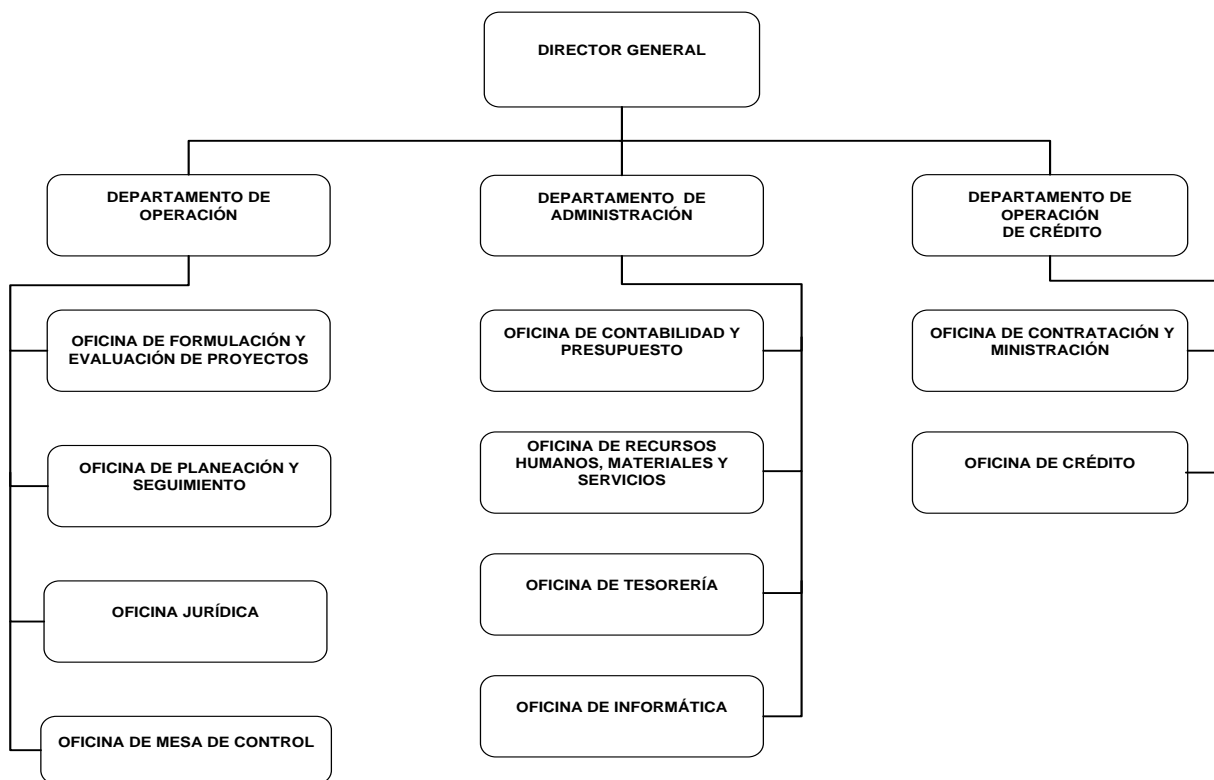 DIRECTOR GENERAL
DEPARTAMENTO DE
OPERACIÓN
DEPARTAMENTO DE
ADMINISTRACIÓN
DEPARTAMENTO DE
OPERACIÓN
DE CRÉDITO
OFICINA DE FORMULACIÓN Y
EVALUACIÓN DE PROYECTOS
OFICINA DE PLANEACIÓN Y
SEGUIMIENTO
OFICINA JURÍDICA
OFICINA DE MESA DE CONTROL
OFICINA DE CONTABILIDAD Y
PRESUPUESTO
OFICINA DE RECURSOS
HUMANOS, MATERIALES Y
SERVICIOS
OFICINA DE TESORERÍA
OFICINA DE INFORMÁTICA
OFICINA DE CONTRATACIÓN Y
MINISTRACIÓN
OFICINA DE CRÉDITO